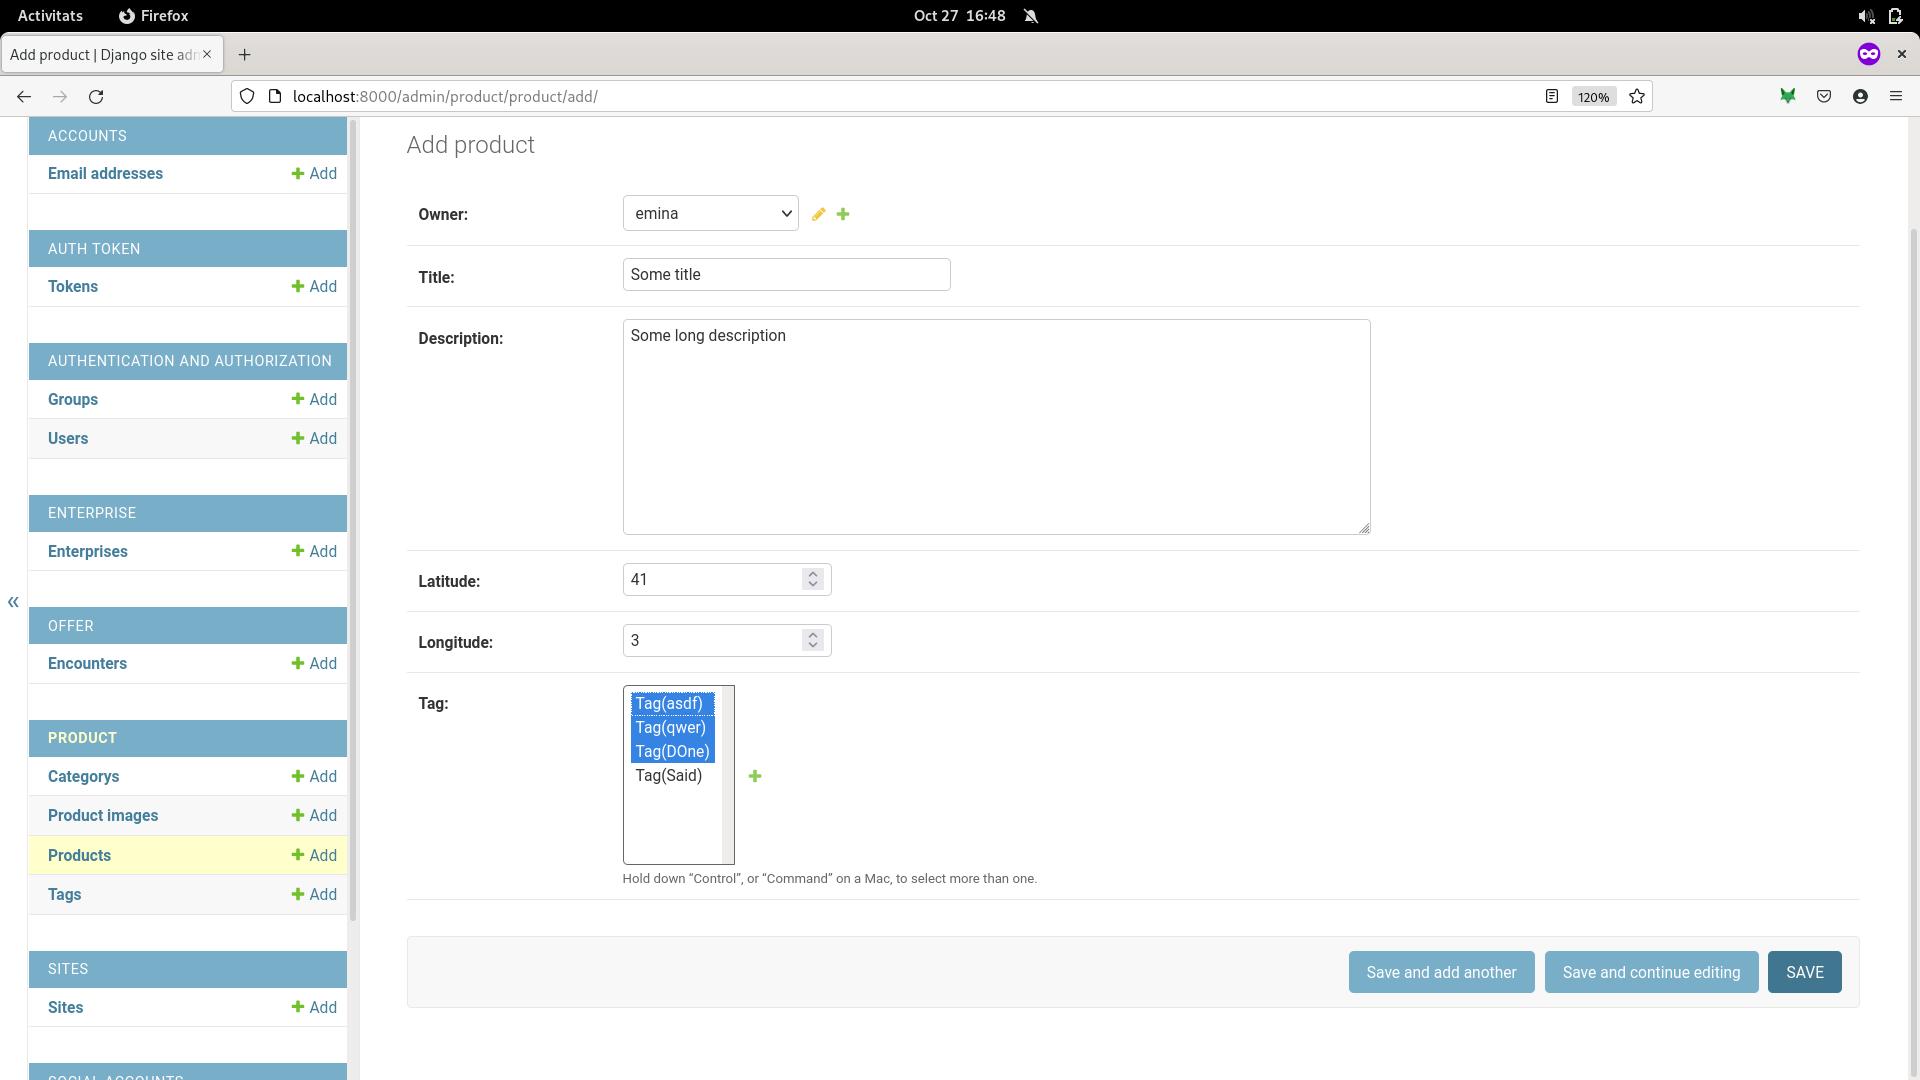 Activitats
Firefox
Oct 27 16:48
Add product | Django site adn
localhost:8000/admin/product/product/add/
120%
ACCOUNTS
Email addresses
Add
AUTH TOKEN
Tokens
Add
AUTHENTICATION AND AUTHORIZATION
Groups
Add
Users
Add
ENTERPRISE
Enterprises
Add
«
OFFER
Encounters
Add
PRODUCT
Categorys
Add
Product images
Add
Products
Add
Tags
Add
SITES
Sites
Add
SOCIAL ACCOUNTS
Add product
Owner:
emina
Title:
Some title
Description:
Some long description
Latitude:
41
Longitude:
3
Tag:
Tag(asdf)
Tag(qwer)
Tag(DOne)
Tag(Said)
Hold down “Control”, or “Command” on a Mac, to select more than one.
Save and add another
Save and continue editing
SAVE